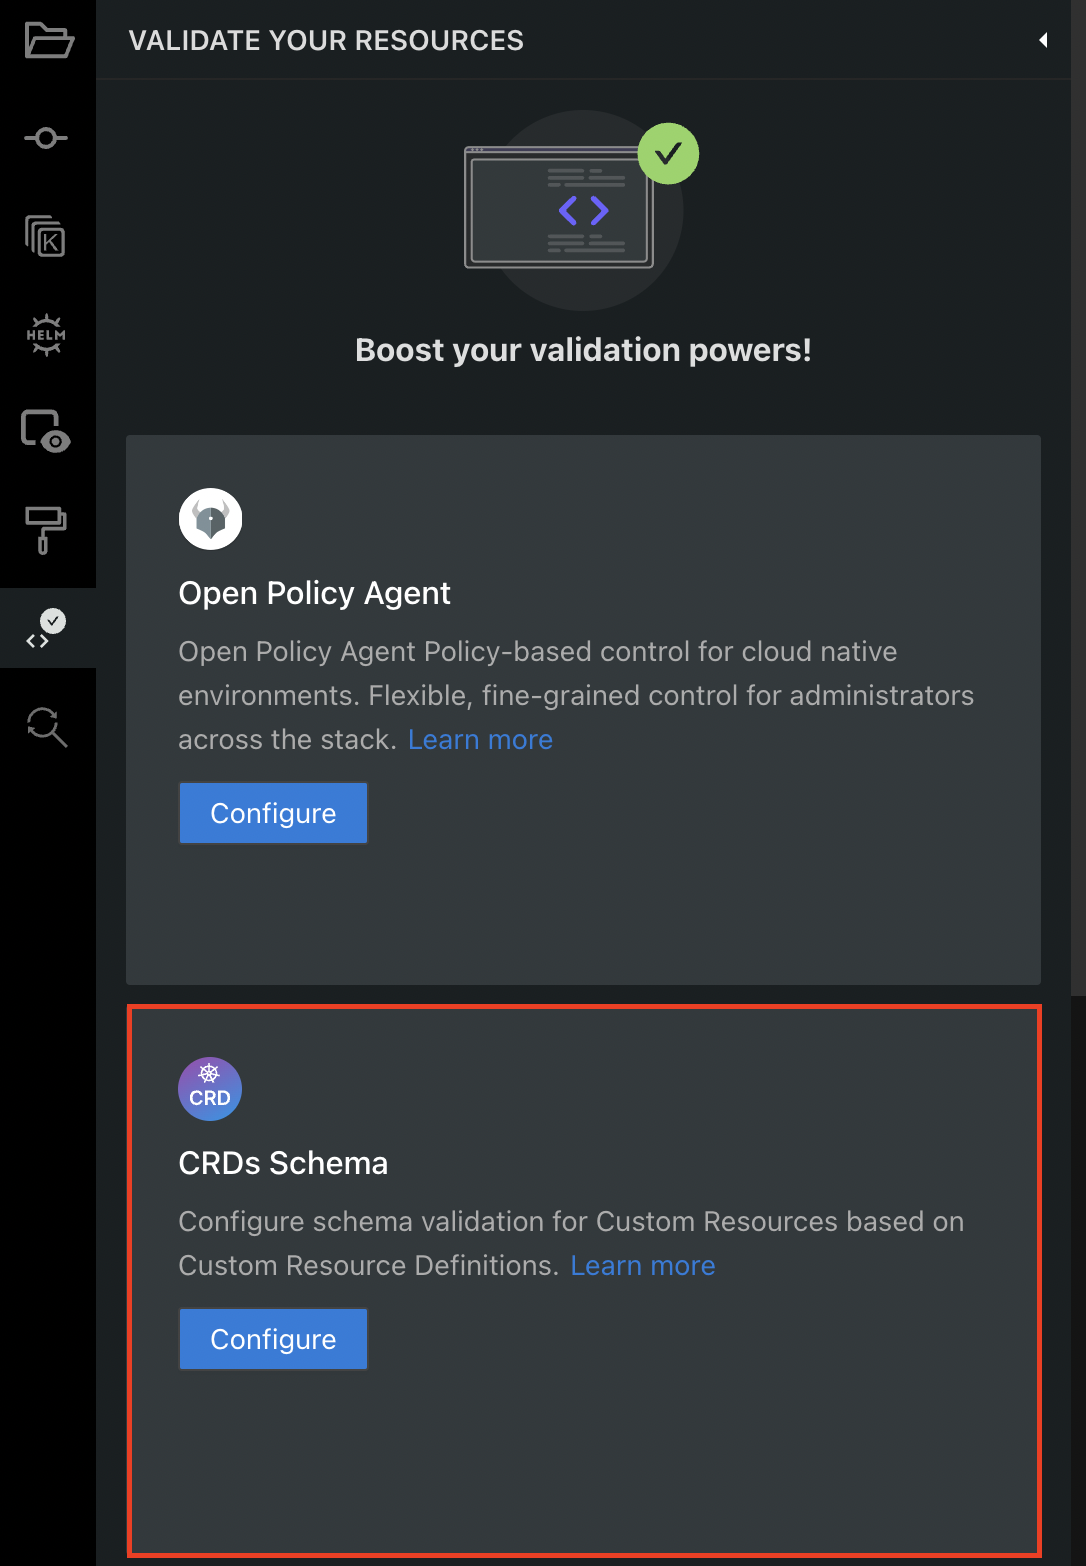 VALIDATE YOUR RESOURCES
K
HELM
Boost your validation powers!
Open Policy Agent
Open Policy Agent Policy-based control for cloud native
environments. Flexible, fine-grained control for administrators
across the stack. Learn more
Configure
CRD
CRDs Schema
Configure schema validation for Custom Resources based on
Custom Resource Definitions. Learn more
Configure